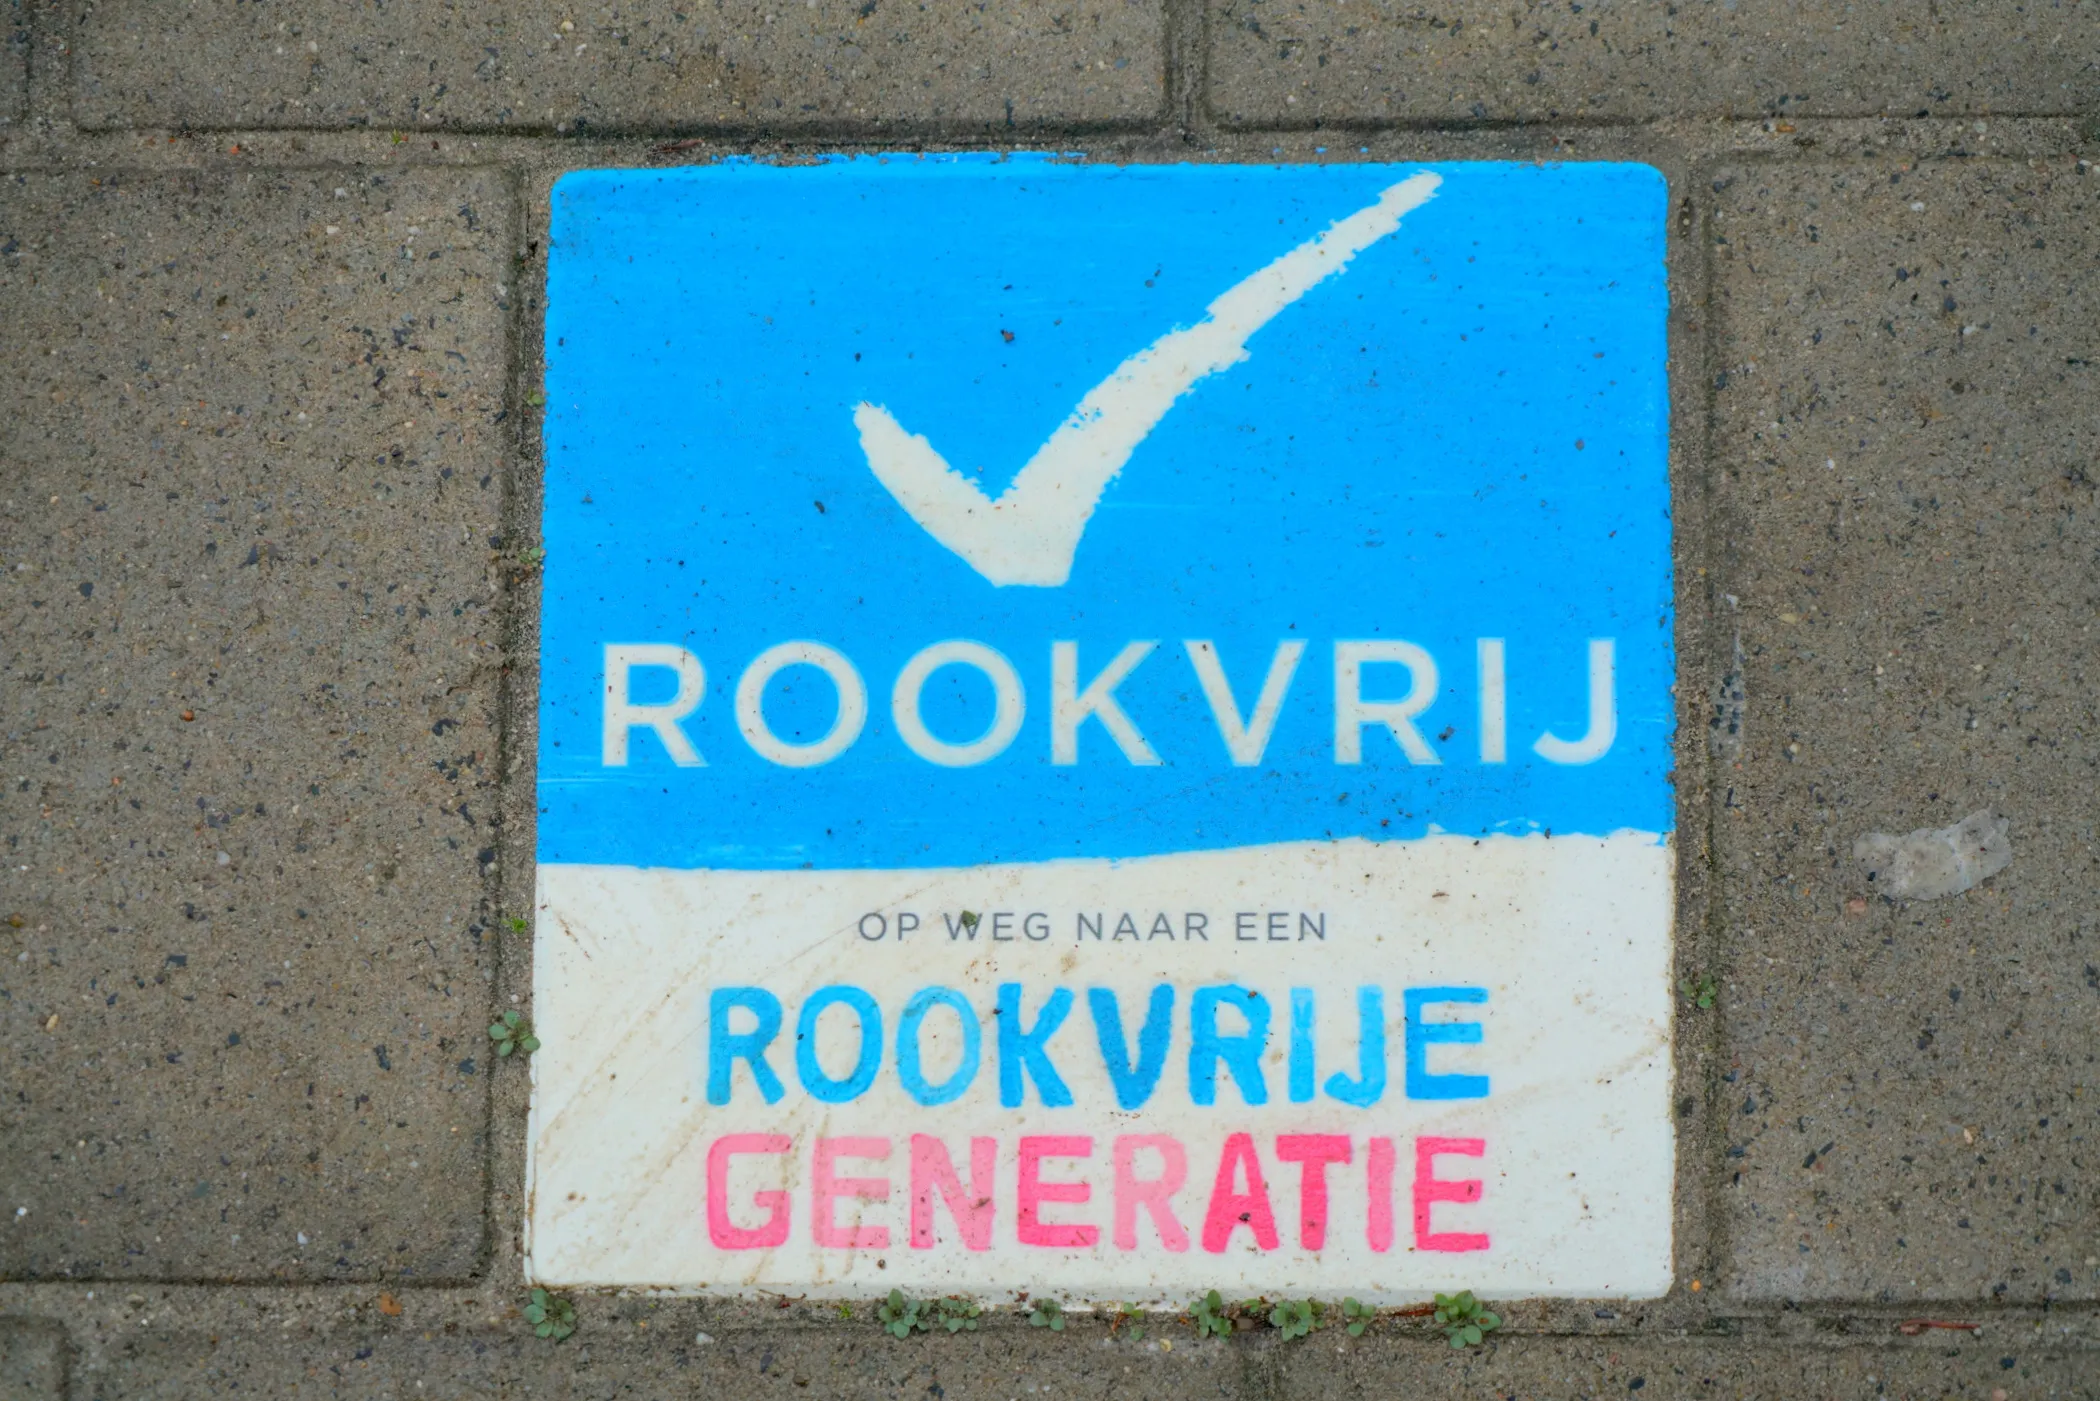 ROOKVRIJ
OP WEG NAAR EEN
ROOKVRIJE
GENERATIE